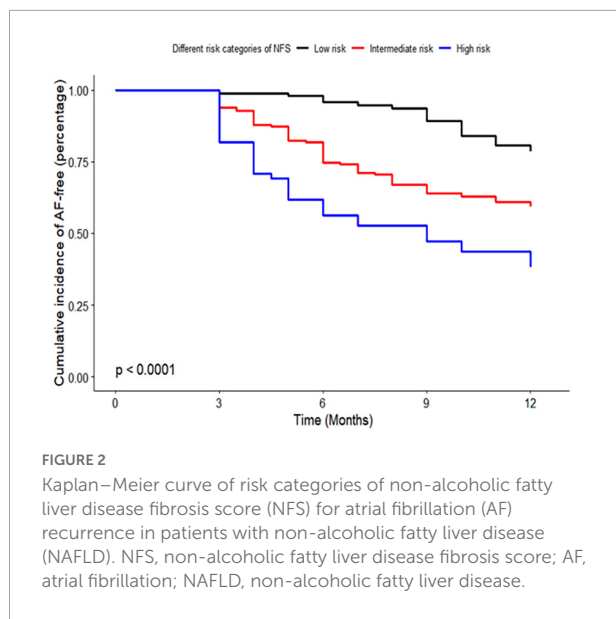 Different risk categories of NFS Low risk Intermediate risk High risk
Cumulative incidence of AF-free (percentage)
1.00
0.75
0.50
0.25
0.00
p < 0.0001
0 3 6 9 12
Time (Months)
FIGURE 2
Kaplan–Meier curve of risk categories of non-alcoholic fatty
liver disease fibrosis score (NFS) for atrial fibrillation (AF)
recurrence in patients with non-alcoholic fatty liver disease
(NAFLD). NFS, non-alcoholic fatty liver disease fibrosis score; AF,
atrial fibrillation; NAFLD, non-alcoholic fatty liver disease.